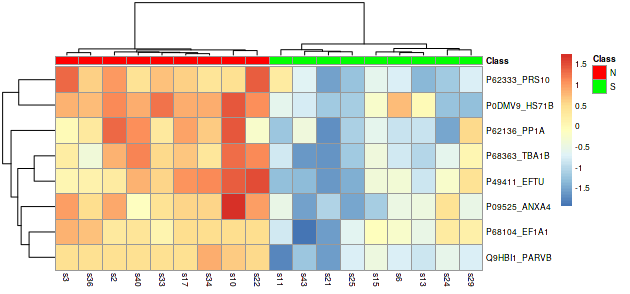 Class
P62333_PRS10
P0DMV9_HS71B
P62136_PP1A
P68363_TBA1B
P49411_EFTU
P09525_ANXA4
P68104_EF1A1
Q9HBI1_PARVB
s3 s36 s2 s40 s33 s17 s34 s10 s22 s11 s43 s21 s25 s15 s6 s13 s24 s29
1.5
1
0.5
0
-0.5
-1
-1.5
Class
N
S